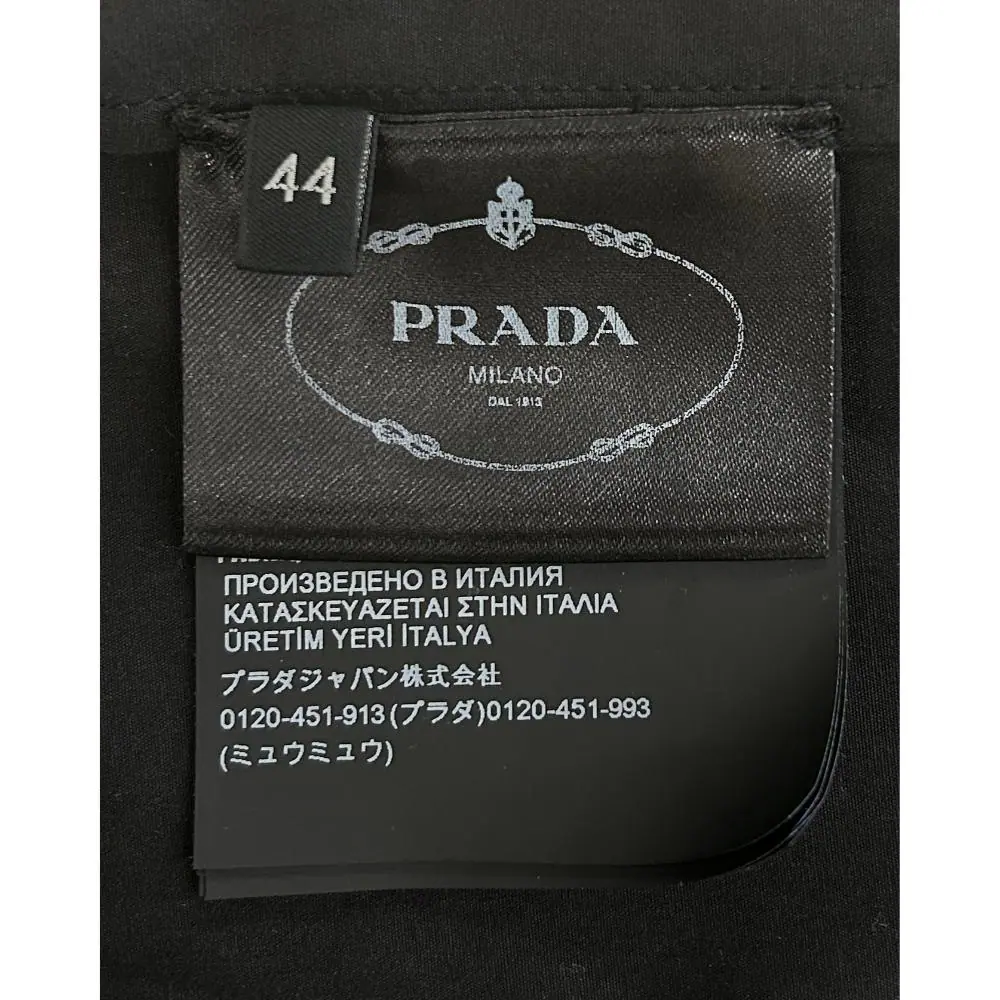 44
PRADA
MILANO
DAL 1913
ПРОИЗВЕДЕНО В ИТАЛИЯ
ΚΑΤΑΣΚΕΥΑΖΕΤΑΙ ΣΤΗΝ ΙΤΑΛΙΑ
ÜRETİM YERİ İTALYA
プラダジャパン株式会社
0120-451-913(プラダ)0120-451-993
(ミュウミュウ)